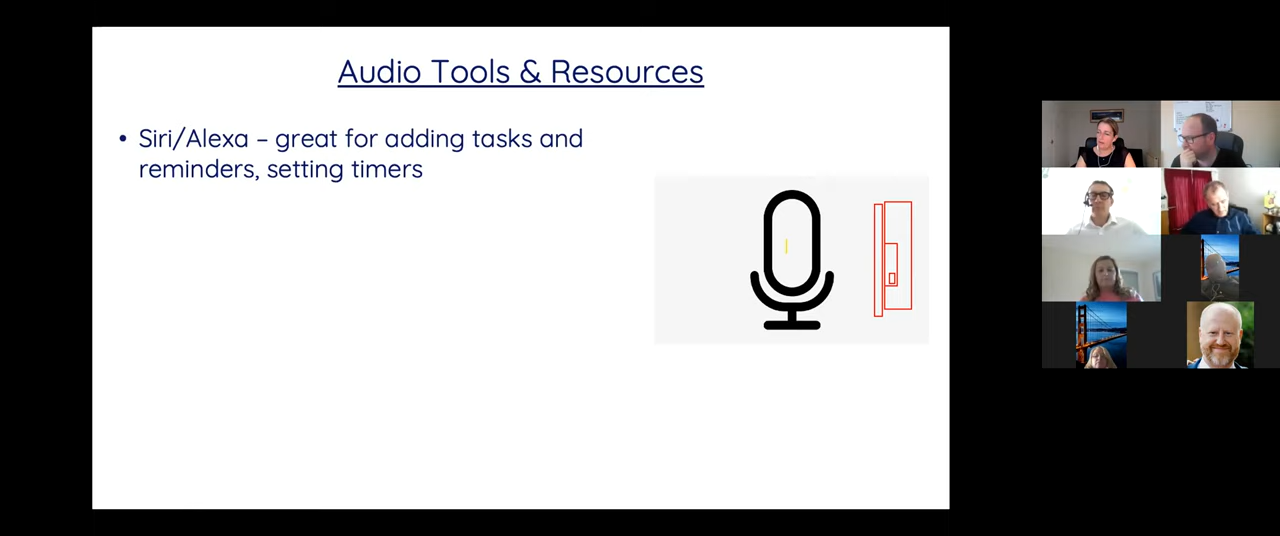 Audio Tools & Resources
• Siri/Alexa – great for adding tasks and
reminders, setting timers